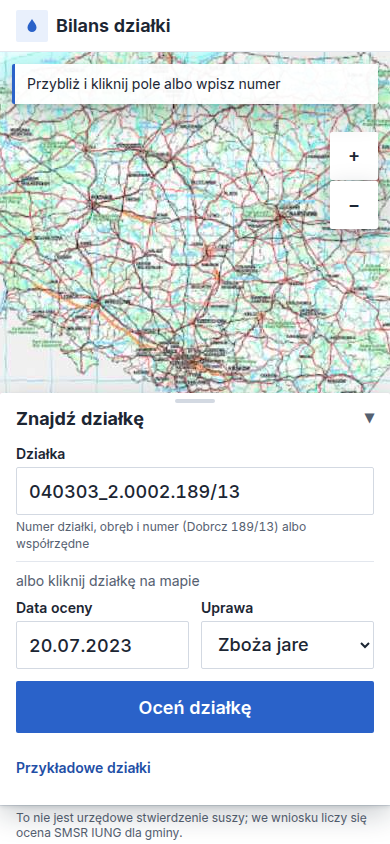 Bilans działki
Przybliż i kliknij pole albo wpisz numer
+
−
Znajdź działkę
▼
Działka
040303_2.0002.189/13
Numer działki, obręb i numer (Dobrcz 189/13) albo
współrzędne
albo kliknij działkę na mapie
Data oceny
Uprawa
20.07.2023
Zboża jare
Oceń działkę
Przykładowe działki
To nie jest urzędowe stwierdzenie suszy; we wniosku liczy się
ocena SMSR IUNG dla gminy.